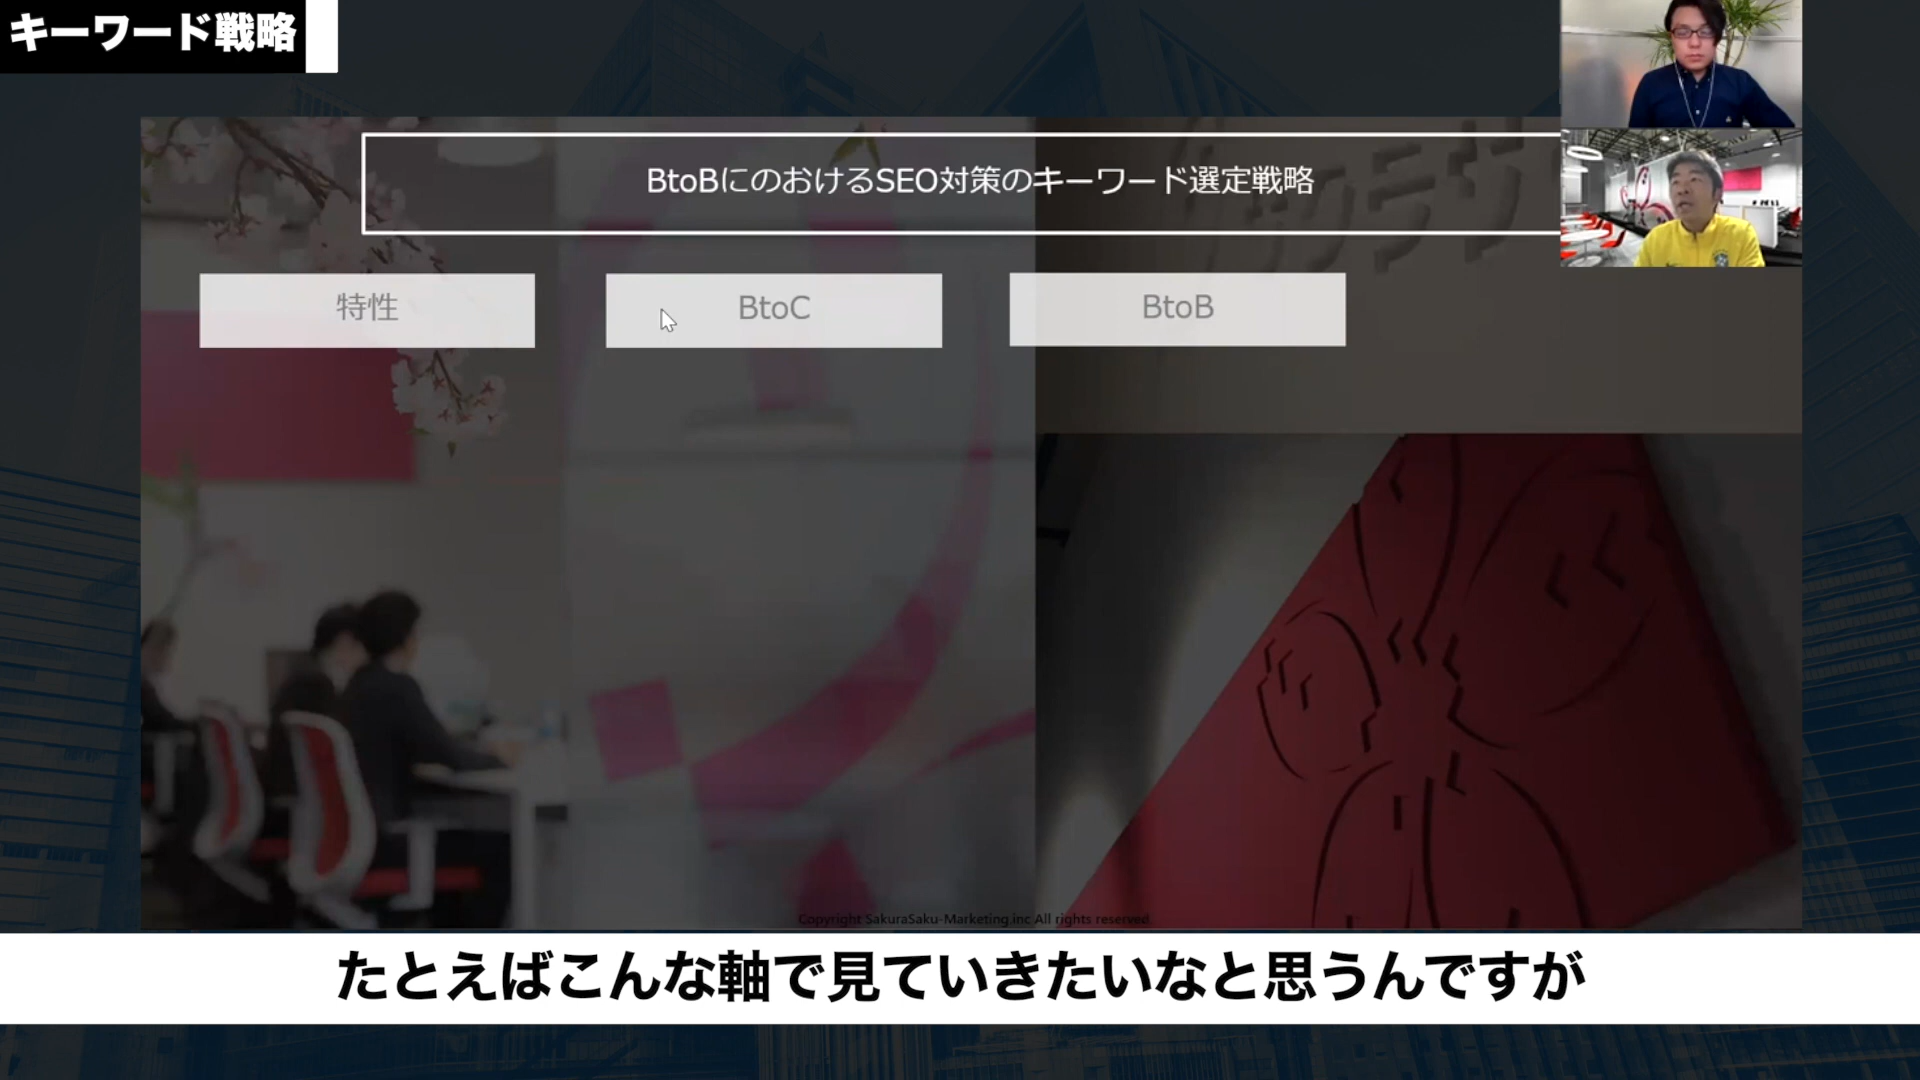 キーワード戦略
BtoBにのおけるSEO対策のキーワード選定戦略
特性
BtoC
BtoB
Copyright SakuraSaku-Marketing.inc All rights reserved.
たとえばこんな軸で見ていきたいなと思うんですが